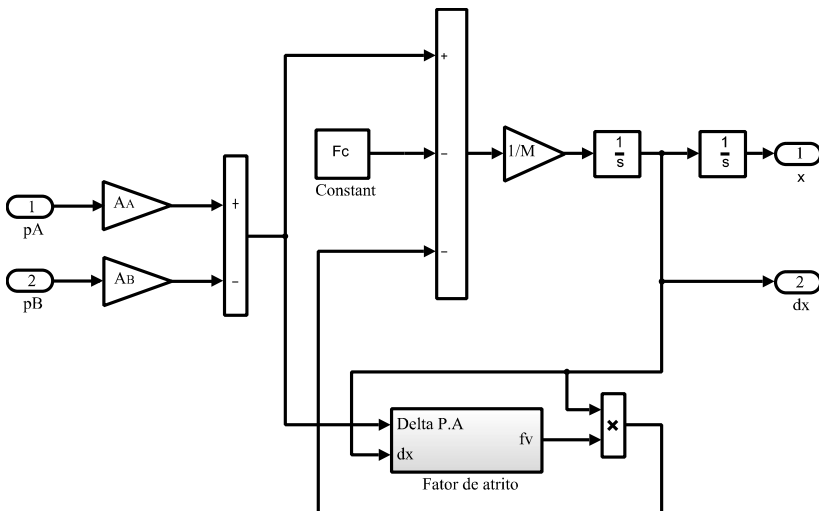 +
Fc
−
Constant
−
1/M
1
s
1
s
1
x
1
pA
AA
+
2
pB
AB
−
2
dx
Delta P.A
dx
fv
×
Fator de atrito